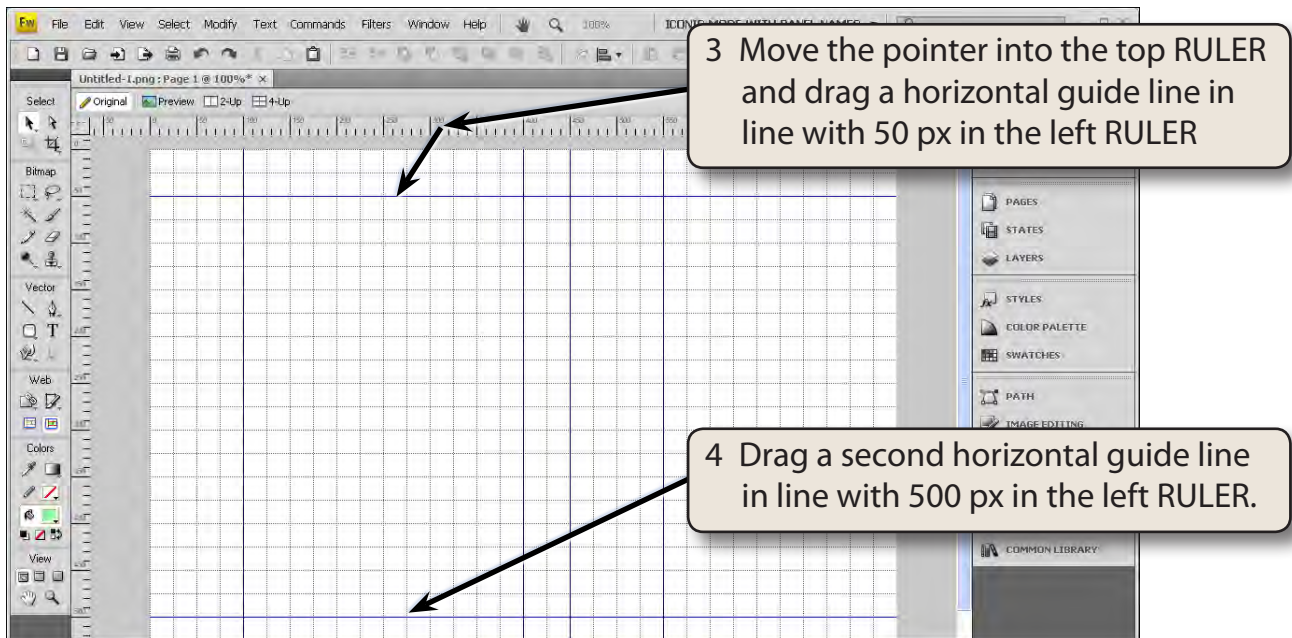 Fw File Edit View Select Modify Text Commands Filters Window Help 100%
3 Move the pointer into the top RULER
and drag a horizontal guide line in
line with 50 px in the left RULER
Untitled-1.png : Page 1 @ 100%* ×
Select
Original Preview 2-Up 4-Up
Bitmap
Vector
Web
Colors
View
PAGES
STATES
LAYERS
STYLES
COLOR PALETTE
SWATCHES
PATH
IMAGE EDITING
4 Drag a second horizontal guide line
in line with 500 px in the left RULER.
COMMON LIBRARY